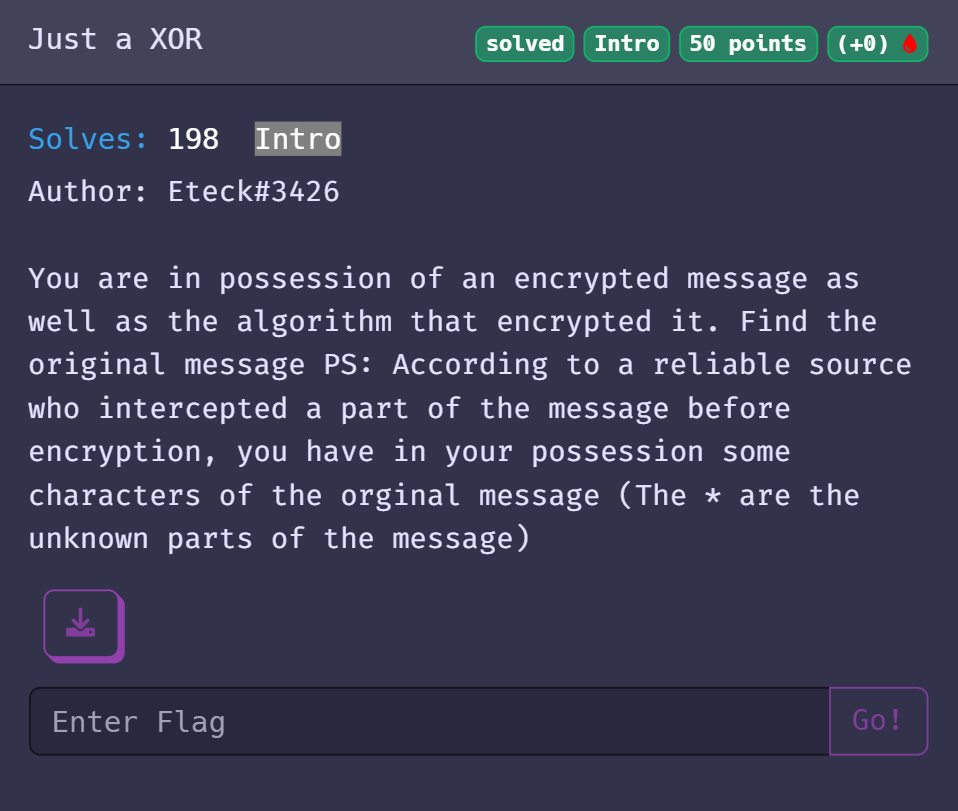 Just a XOR
solved Intro 50 points (+0)
Solves: 198 Intro
Author: Eteck#3426
You are in possession of an encrypted message as
well as the algorithm that encrypted it. Find the
original message PS: According to a reliable source
who intercepted a part of the message before
encryption, you have in your possession some
characters of the orginal message (The * are the
unknown parts of the message)
Enter Flag
Go!